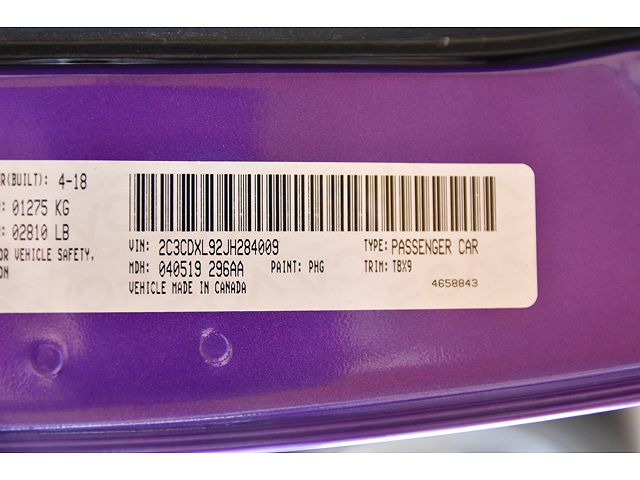 R(BUILT): 4-18
: 01275 KG
: 02810 LB
OR VEHICLE SAFETY,
ON
VIN: 2C3CDXL92JH284009 TYPE: PASSENGER CAR
MDH: 040519 296AA PAINT: PHG TRIM: T8X9
VEHICLE MADE IN CANADA 4658843